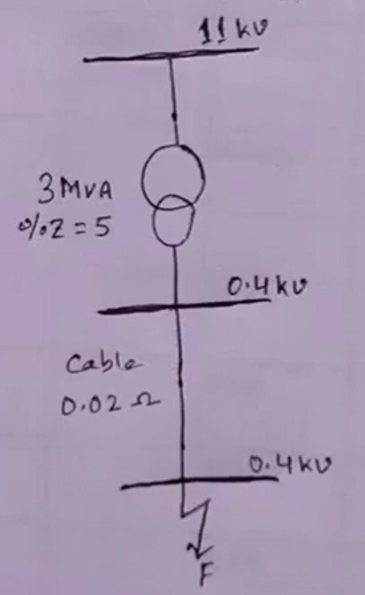 11 kv
3 MVA
%Z = 5
0.4 kv
Cable
0.02 Ω
0.4 kv
F